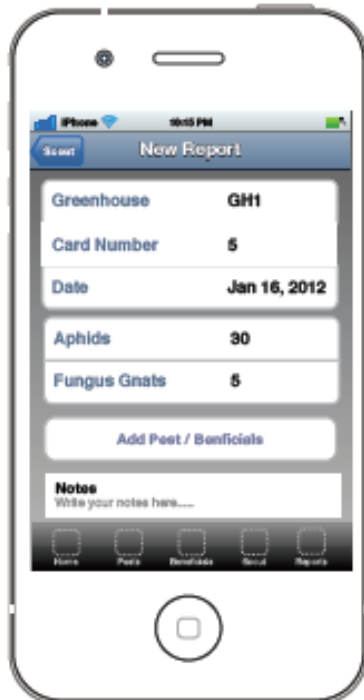 iPhone 10:15 PM
Scout New Report
Greenhouse GH1
Card Number 5
Date Jan 16, 2012
Aphids 30
Fungus Gnats 5
Add Pest / Benficials
Notes
Write your notes here.....
Home Pests Beneficials Scout Reports